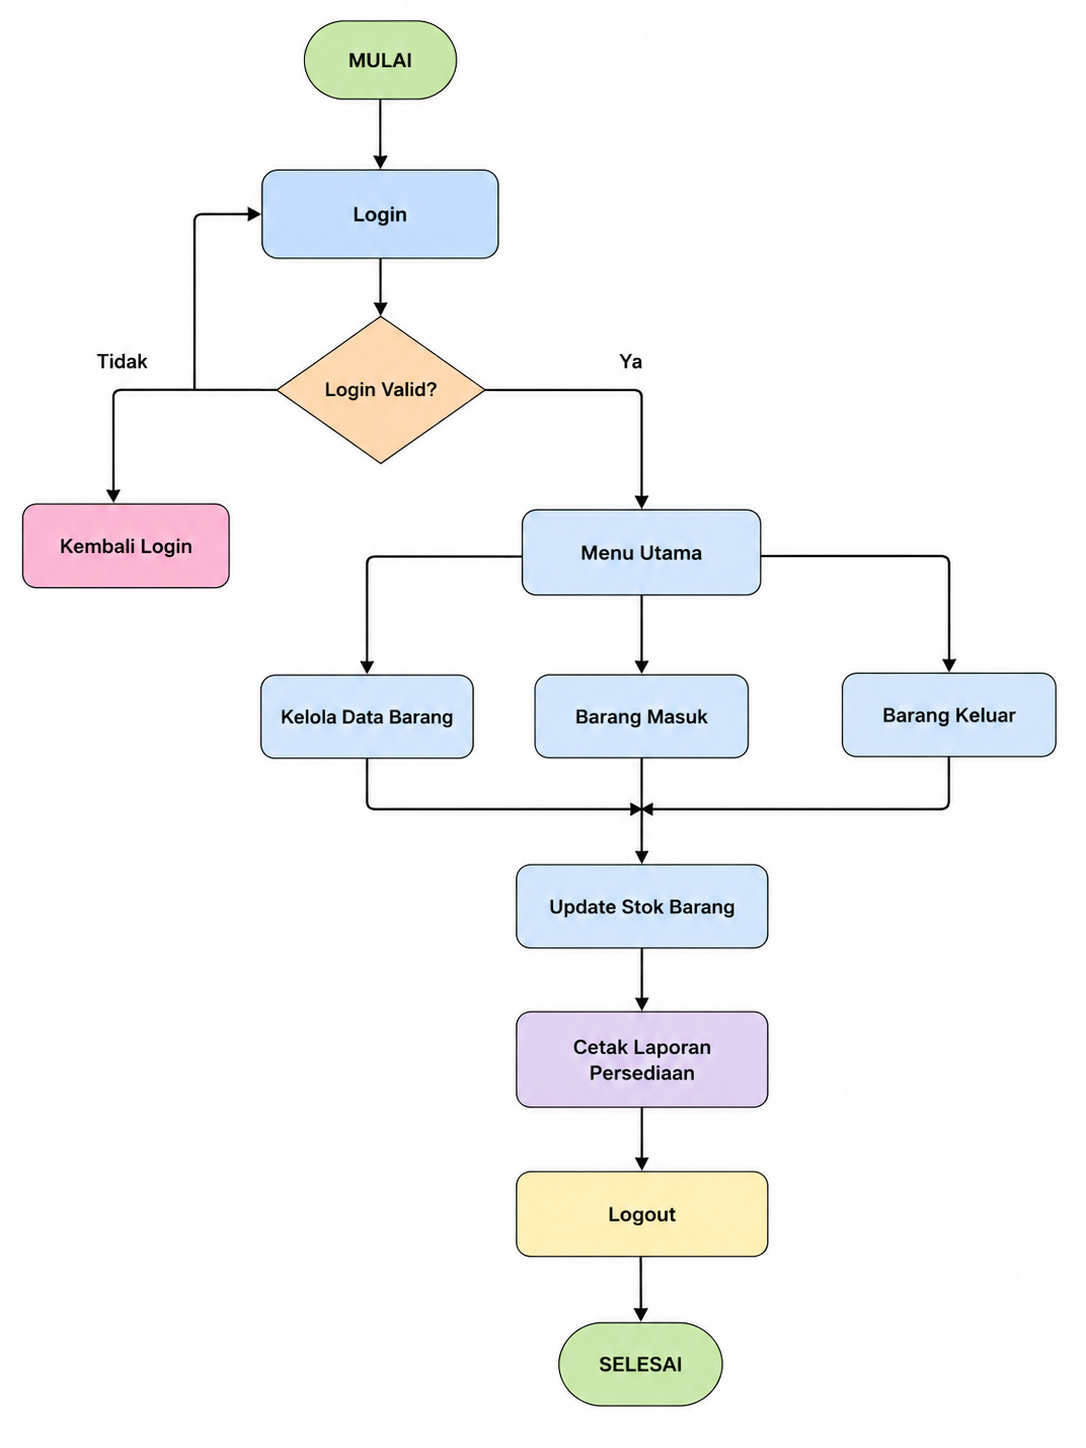 MULAI
Login
Tidak
Ya
Login Valid?
Kembali Login
Menu Utama
Kelola Data Barang
Barang Masuk
Barang Keluar
Update Stok Barang
Cetak Laporan
Persediaan
Logout
SELESAI